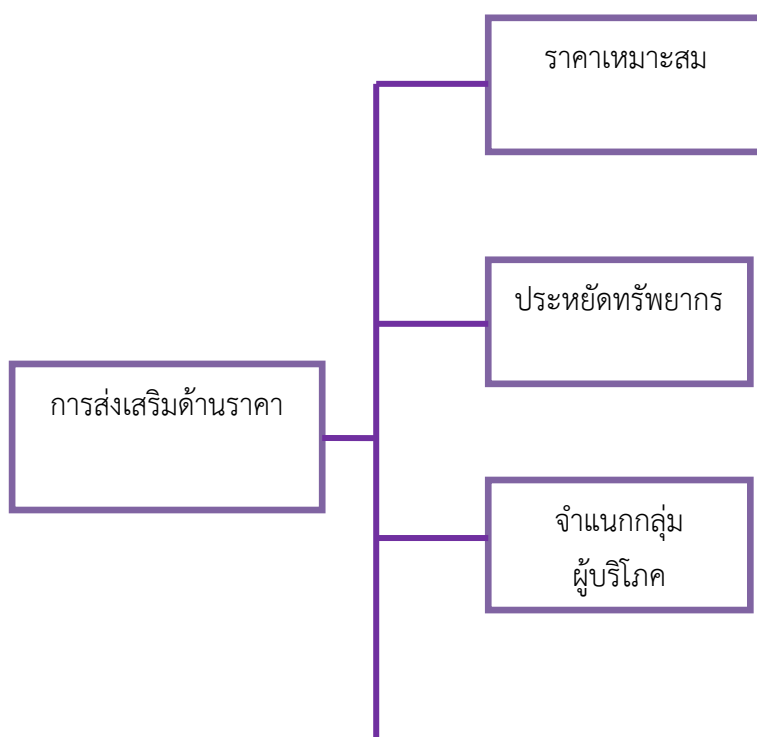 ราคาเหมาะสม
ประหยัดทรัพยากร
การส่งเสริมด้านราคา
จำแนกกลุ่ม
ผู้บริโภค